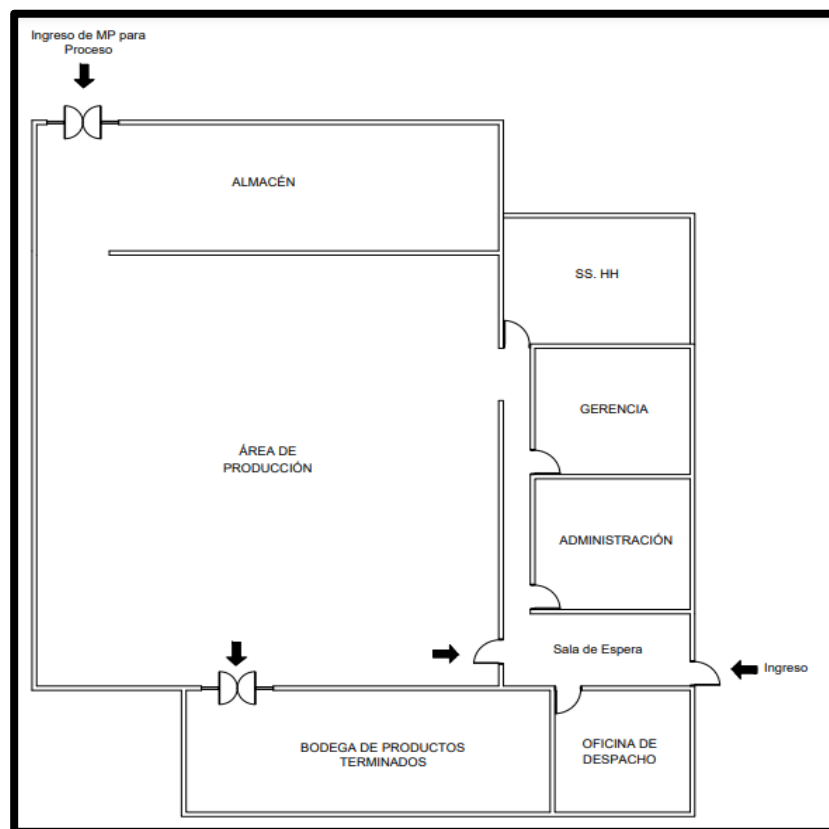 Ingreso de MP para
Proceso
ALMACÉN
SS. HH
GERENCIA
ÁREA DE
PRODUCCIÓN
ADMINISTRACIÓN
Sala de Espera
Ingreso
BODEGA DE PRODUCTOS
TERMINADOS
OFICINA DE
DESPACHO